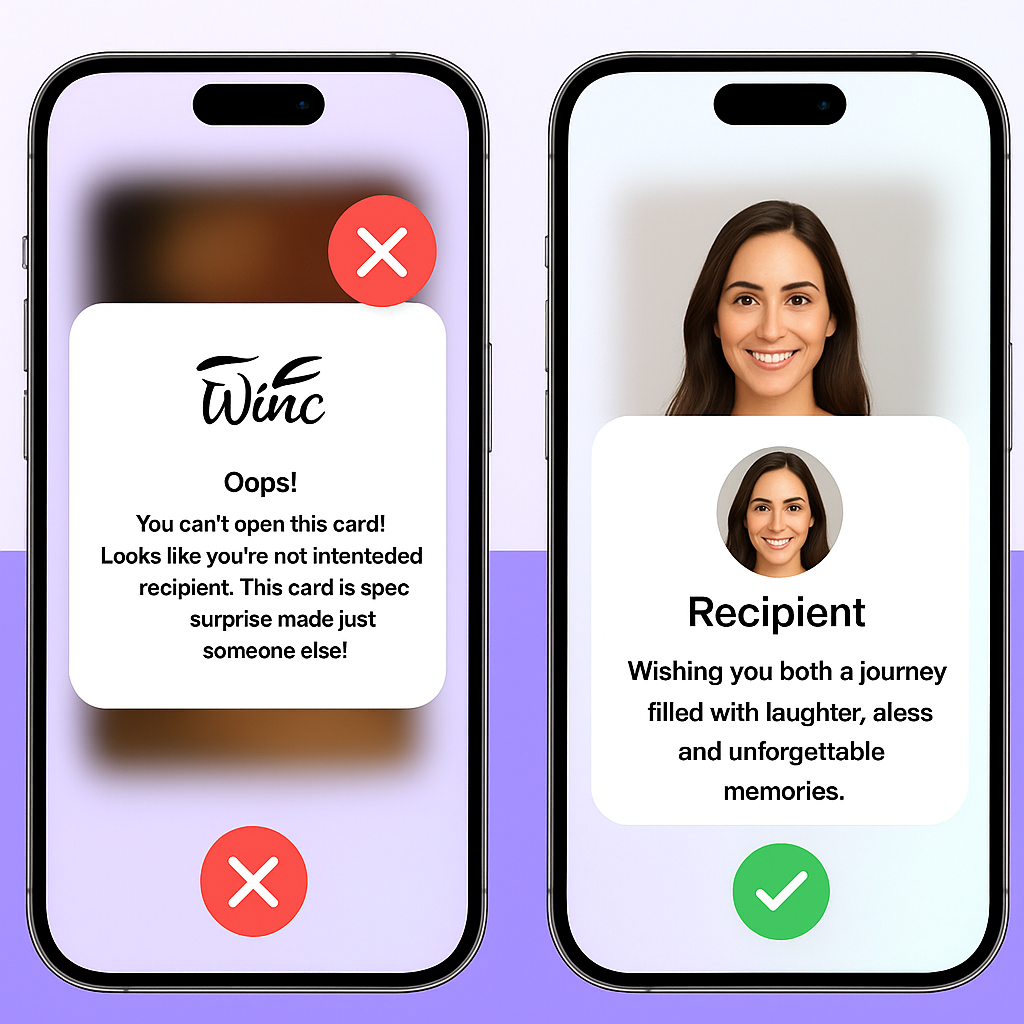 Winc
Oops!
You can't open this card!
Looks like you're not intenteded
recipient. This card is spec
surprise made just
someone else!
Recipient
Wishing you both a journey
filled with laughter, aless
and unforgettable
memories.